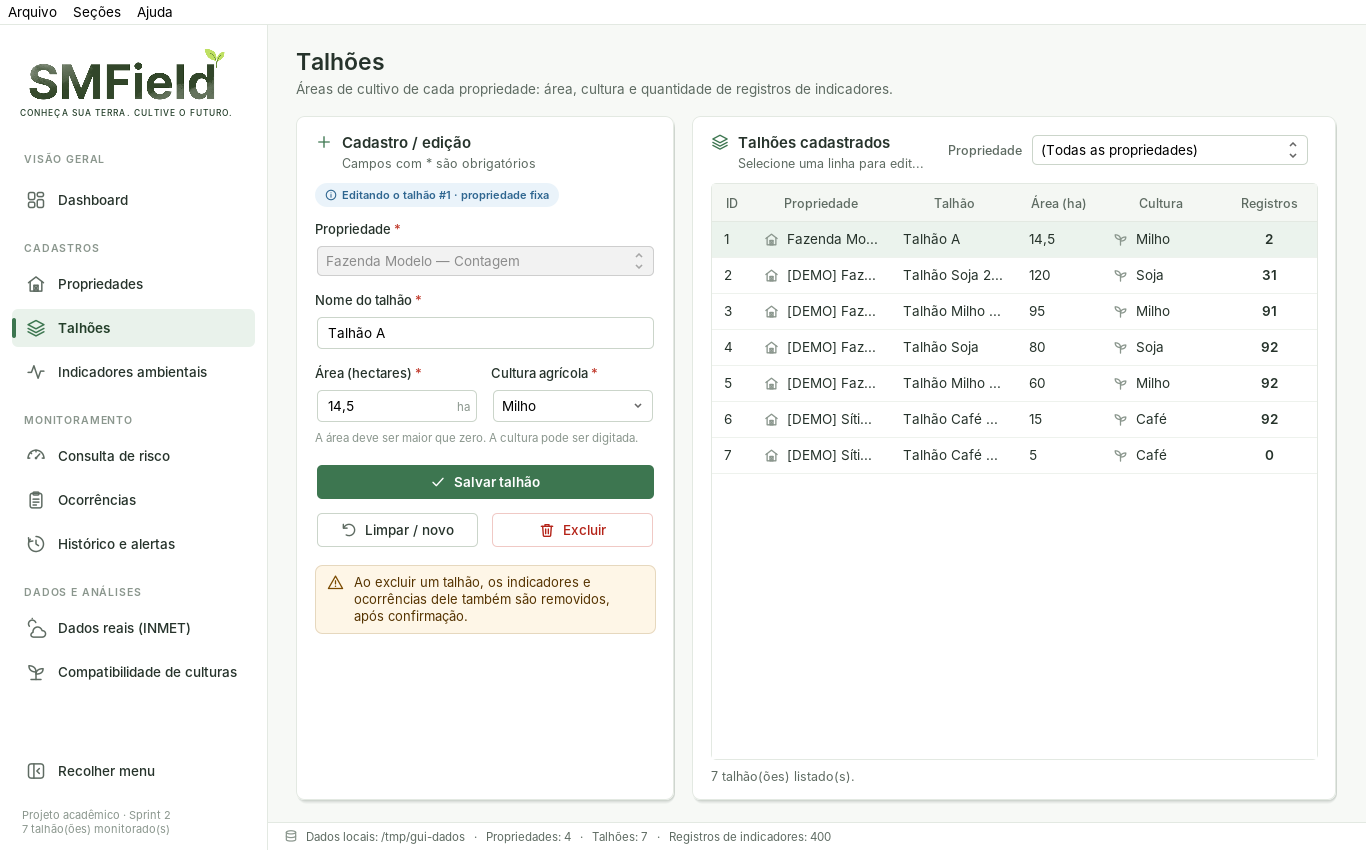 Arquivo Seções Ajuda
SMField
CONHEÇA SUA TERRA. CULTIVE O FUTURO.
VISÃO GERAL
Dashboard
CADASTROS
Propriedades
Talhões
Indicadores ambientais
MONITORAMENTO
Consulta de risco
Ocorrências
Histórico e alertas
DADOS E ANÁLISES
Dados reais (INMET)
Compatibilidade de culturas
Recolher menu
Projeto acadêmico · Sprint 2
7 talhão(ões) monitorado(s)
Talhões
Áreas de cultivo de cada propriedade: área, cultura e quantidade de registros de indicadores.
Cadastro / edição
Campos com * são obrigatórios
Editando o talhão #1 · propriedade fixa
Propriedade *
Fazenda Modelo — Contagem
Nome do talhão *
Talhão A
Área (hectares) * Cultura agrícola *
14,5 ha Milho
A área deve ser maior que zero. A cultura pode ser digitada.
Salvar talhão
Limpar / novo Excluir
Ao excluir um talhão, os indicadores e
ocorrências dele também são removidos,
após confirmação.
Talhões cadastrados
Selecione uma linha para edit...
Propriedade (Todas as propriedades)
ID Propriedade Talhão Área (ha) Cultura Registros
1 Fazenda Mo... Talhão A 14,5 Milho 2
2 [DEMO] Faz... Talhão Soja 2... 120 Soja 31
3 [DEMO] Faz... Talhão Milho ... 95 Milho 91
4 [DEMO] Faz... Talhão Soja 80 Soja 92
5 [DEMO] Faz... Talhão Milho ... 60 Milho 92
6 [DEMO] Síti... Talhão Café ... 15 Café 92
7 [DEMO] Síti... Talhão Café ... 5 Café 0
7 talhão(ões) listado(s).
Dados locais: /tmp/gui-dados · Propriedades: 4 · Talhões: 7 · Registros de indicadores: 400